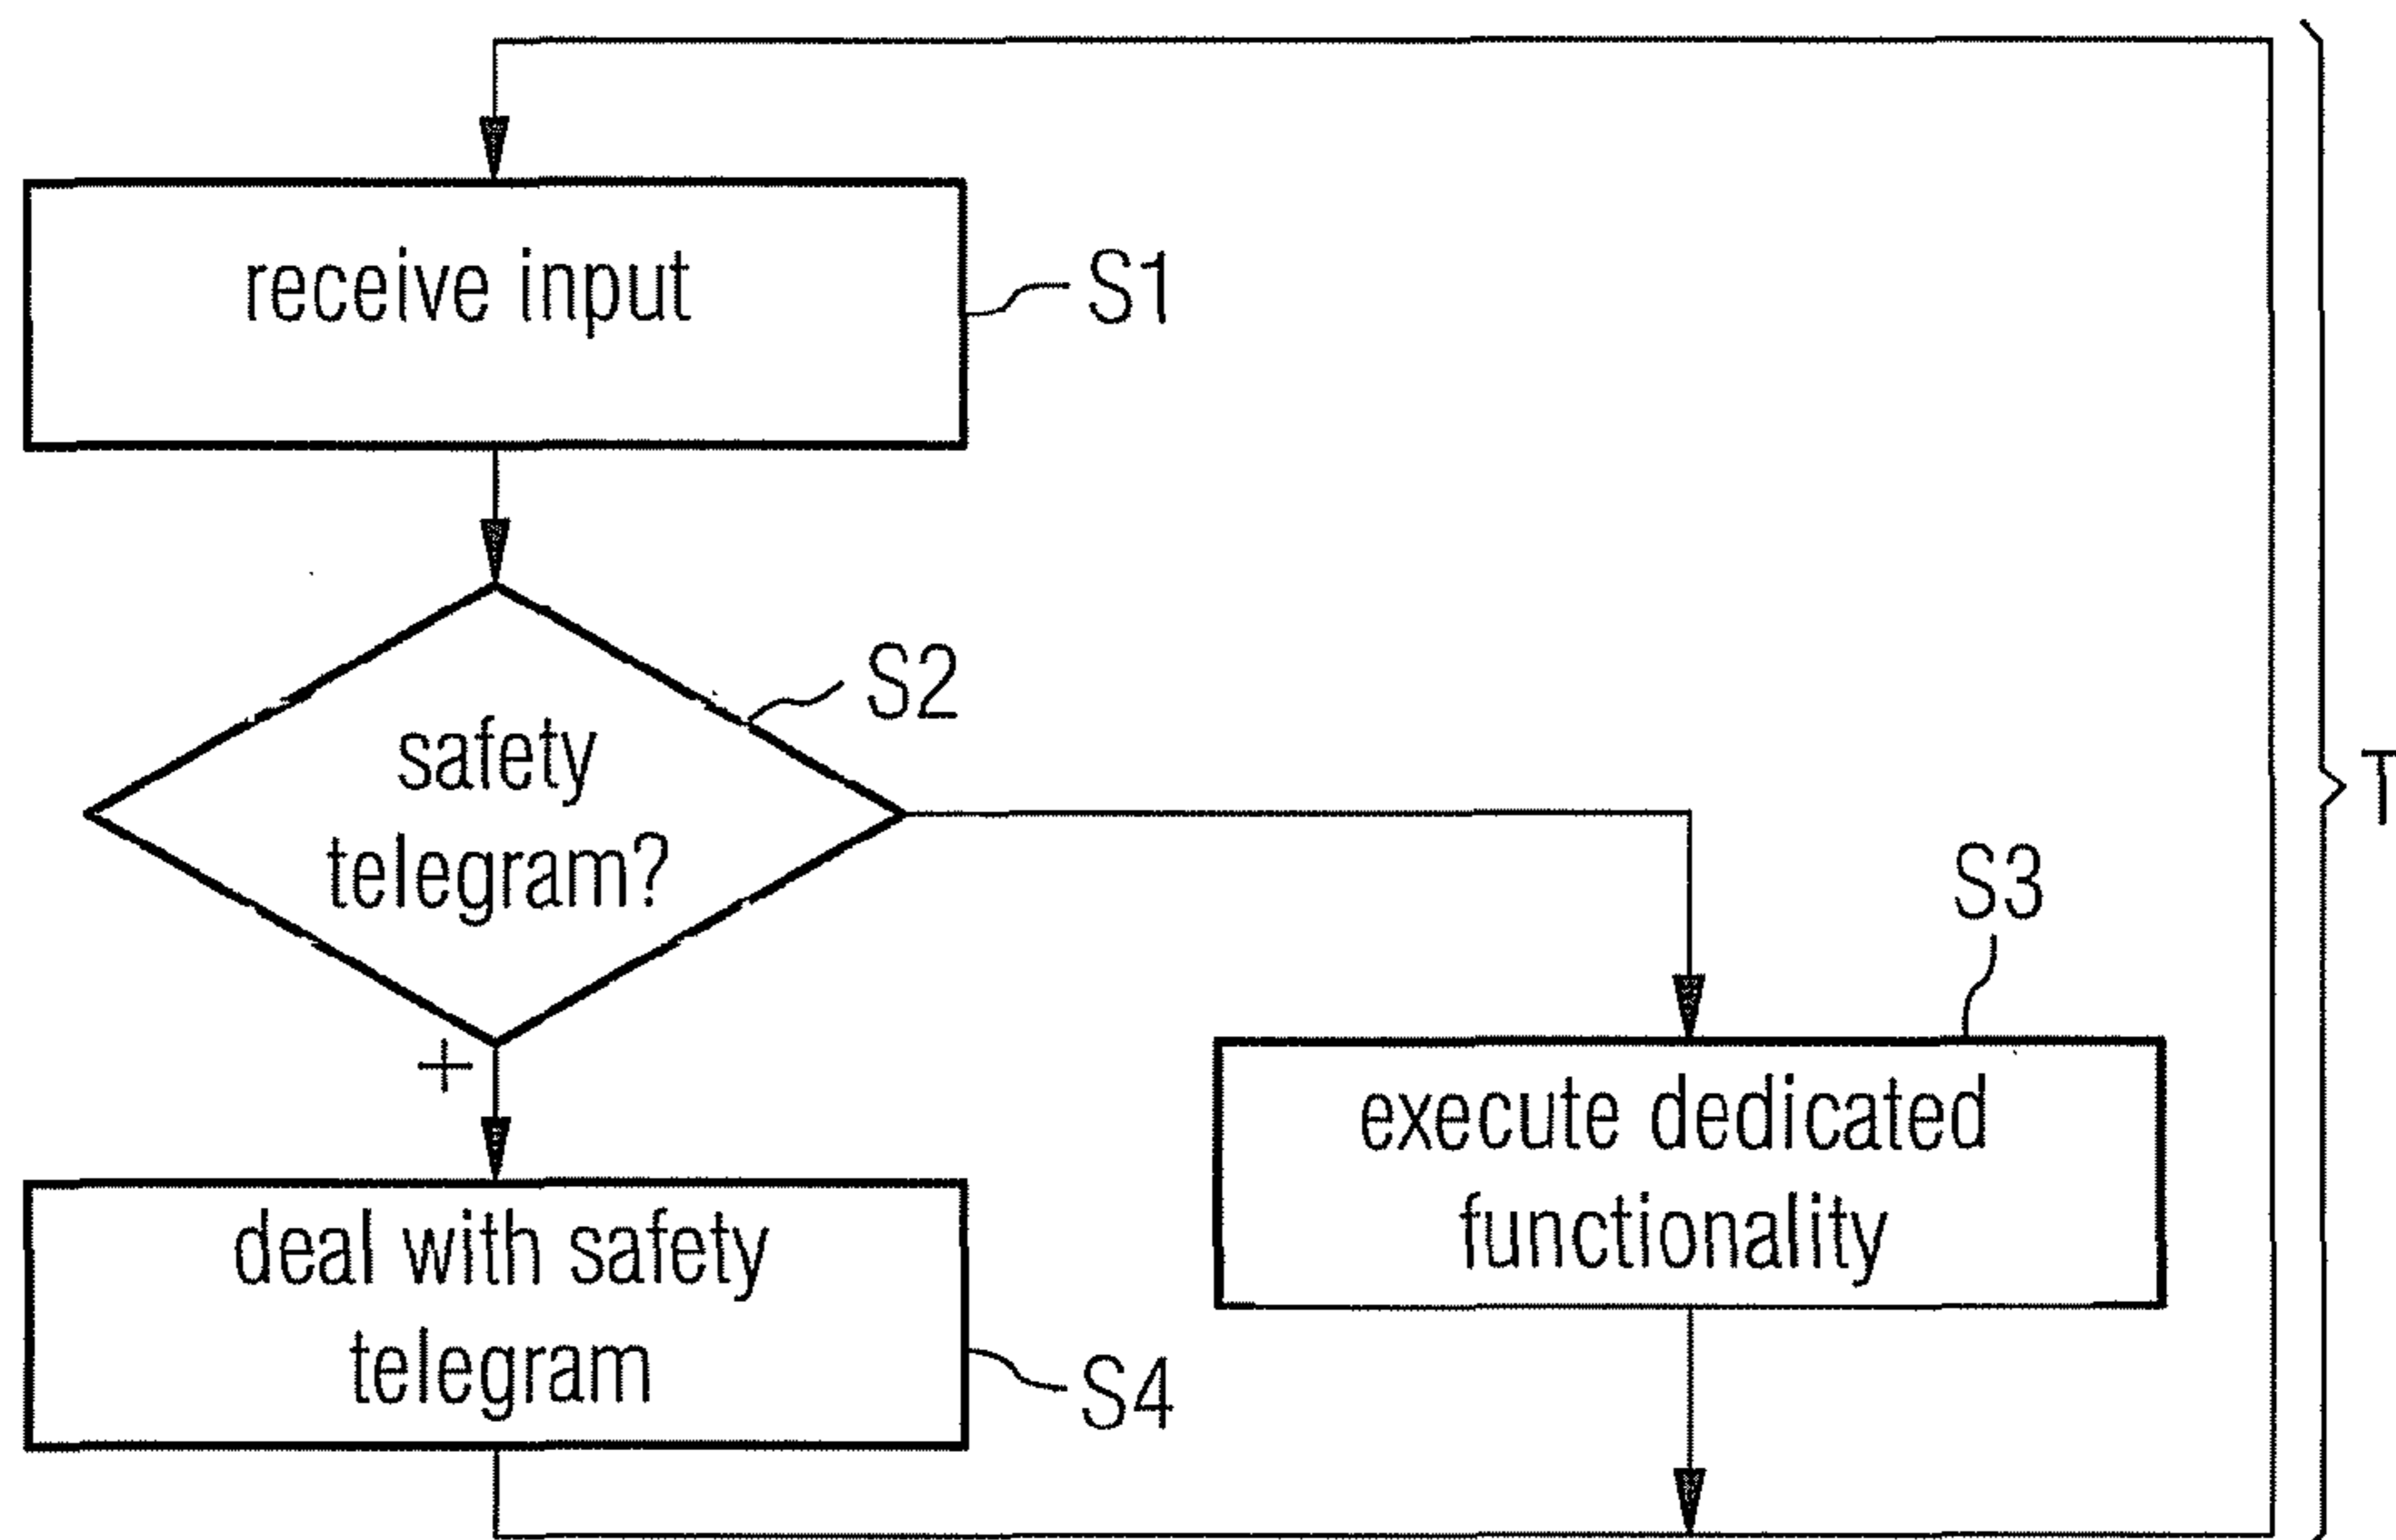 receive input
S1
S2
safety
telegram?
S3
+
execute dedicated
functionality
deal with safety
telegram
S4
T